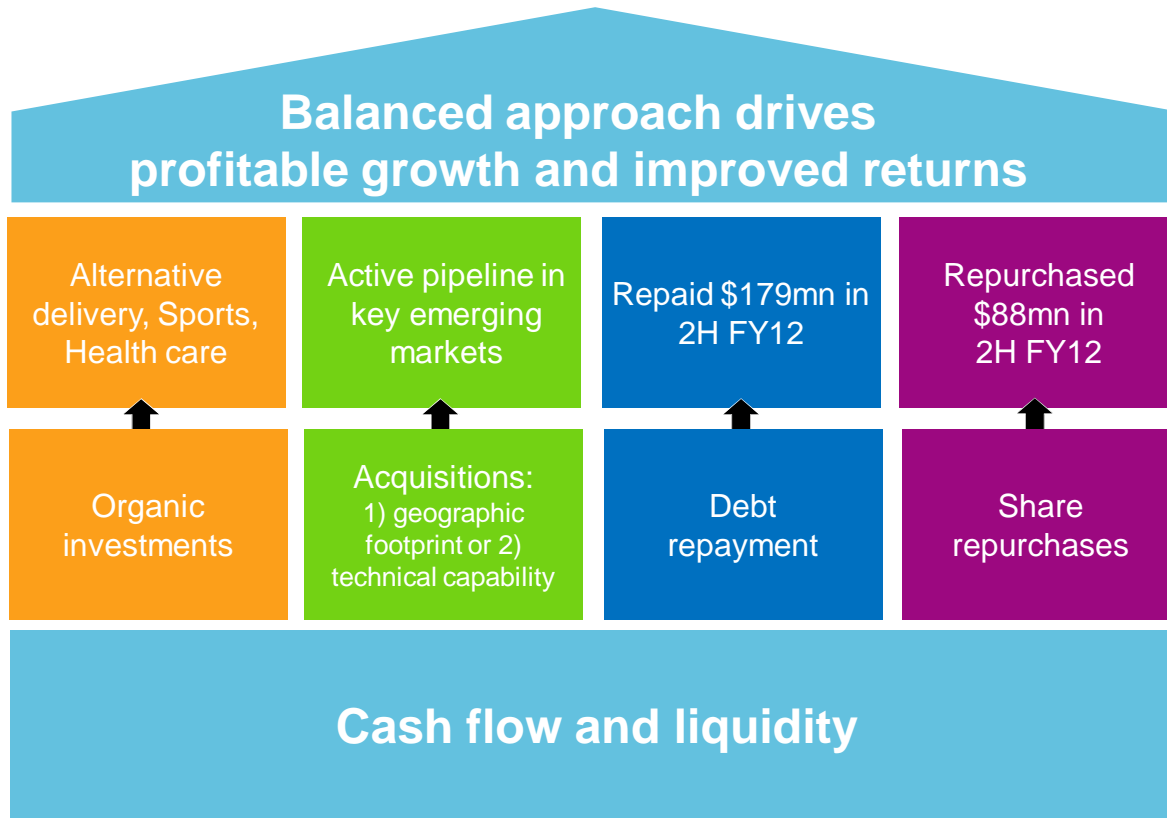 Balanced approach drives
profitable growth and improved returns
Alternative
delivery, Sports,
Health care
Active pipeline in
key emerging
markets
Repaid $179mn in
2H FY12
Repurchased
$88mn in
2H FY12
Organic
investments
Acquisitions:
1) geographic
footprint or 2)
technical capability
Debt
repayment
Share
repurchases
Cash flow and liquidity